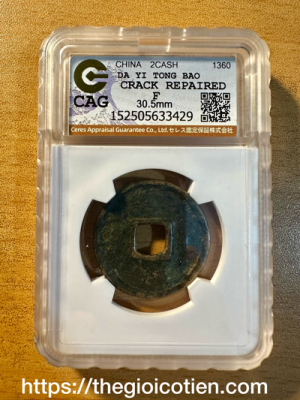 CHINA 2CASH 1360
DA YI TONG BAO
CRACK REPAIRED
F
30.5mm
152505633429
CAG
Ceres Appraisal Guarantee Co., Ltd. セレス鑑定保証株式会社
https://thegioicotien.com